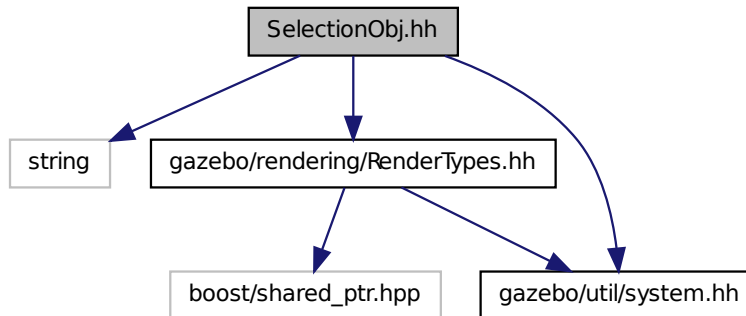 SelectionObj.hh
string
gazebo/rendering/RenderTypes.hh
boost/shared_ptr.hpp
gazebo/util/system.hh